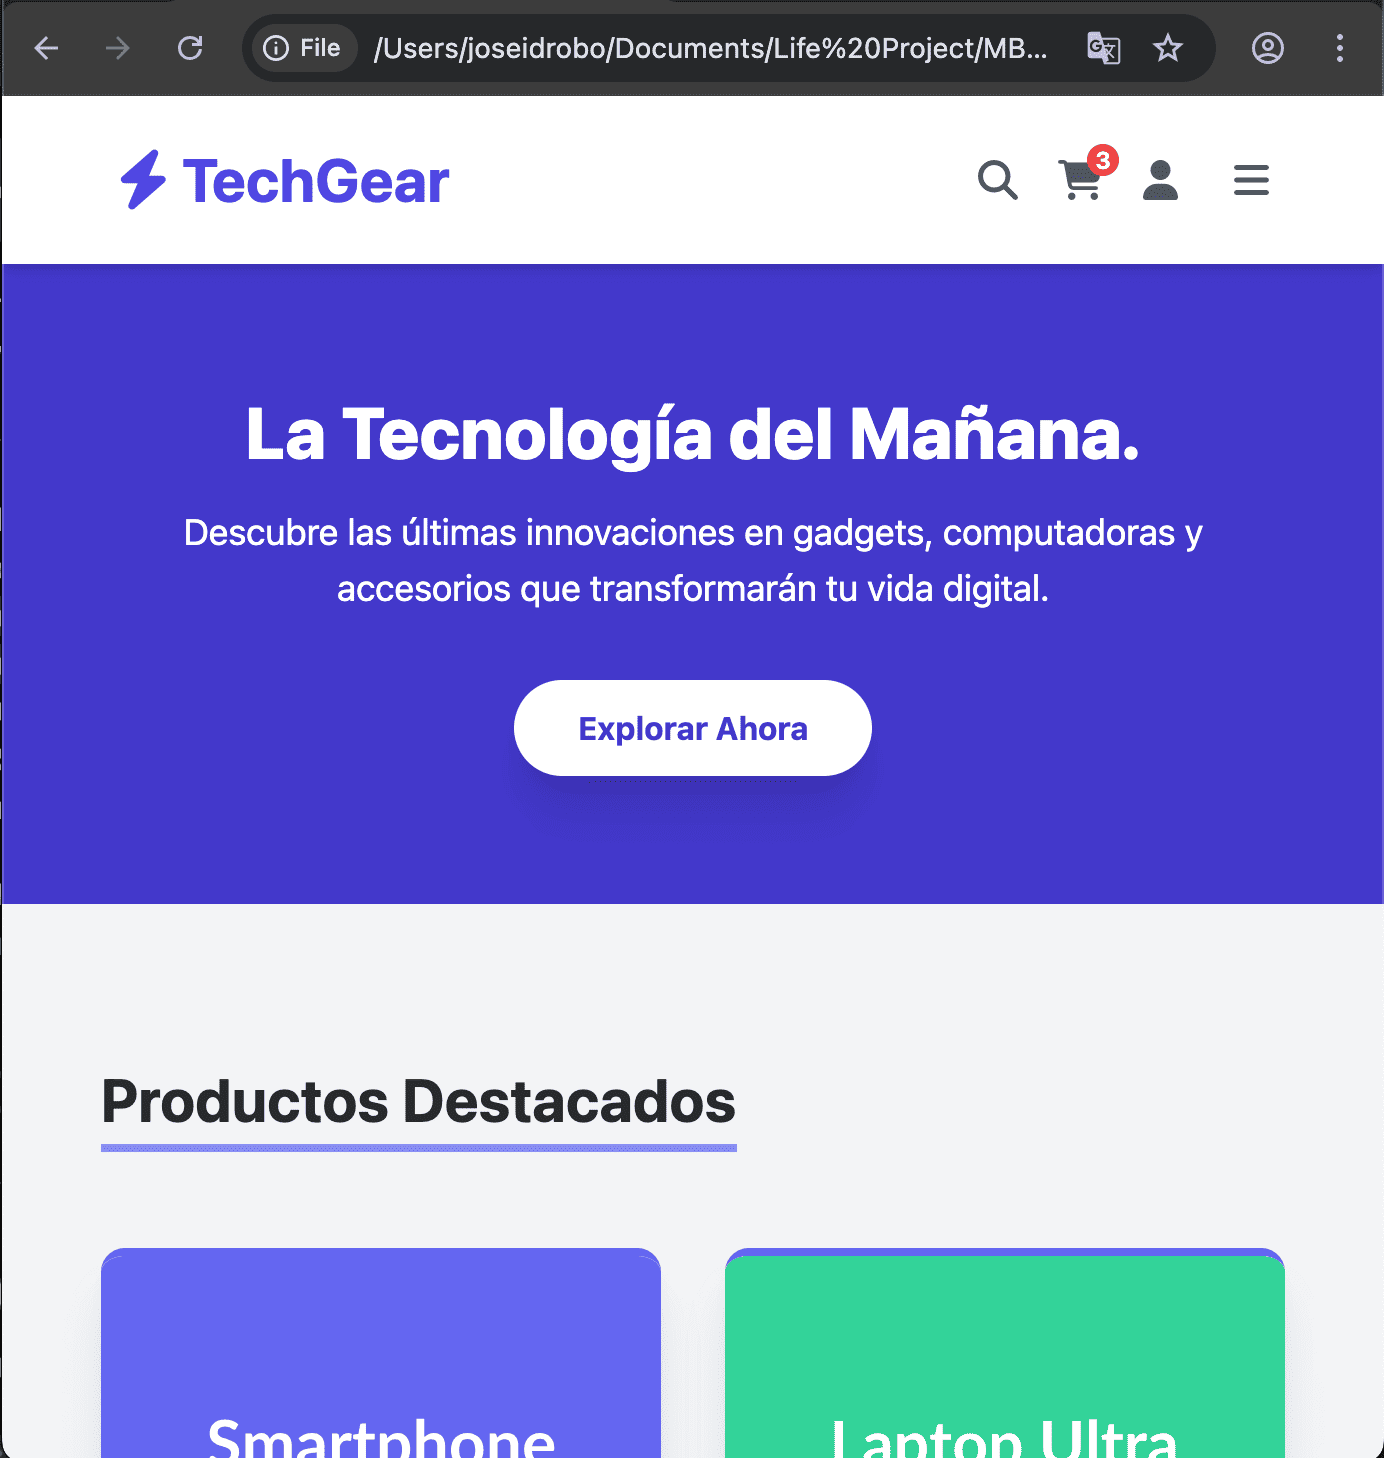 File /Users/joseidrobo/Documents/Life%20Project/MB...
TechGear
3
La Tecnología del Mañana.
Descubre las últimas innovaciones en gadgets, computadoras y
accesorios que transformarán tu vida digital.
Explorar Ahora
Productos Destacados
Smartphone
Laptop Ultra